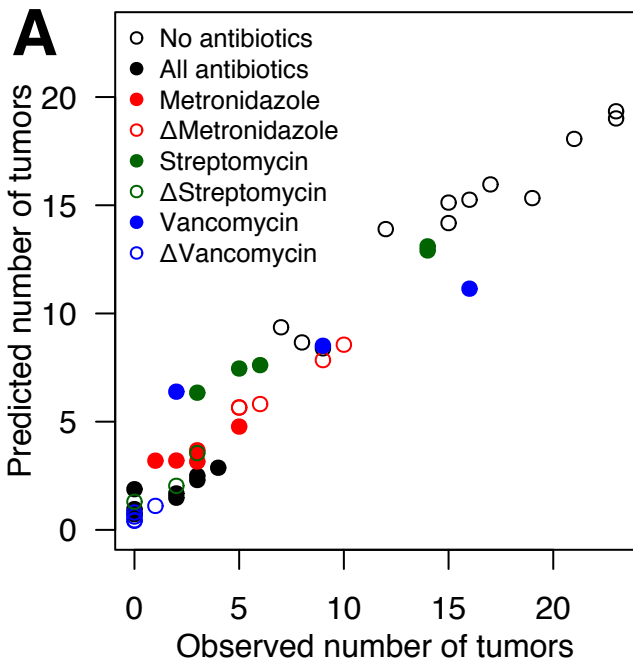 A
No antibiotics
All antibiotics
Metronidazole
ΔMetronidazole
Streptomycin
ΔStreptomycin
Vancomycin
ΔVancomycin
Predicted number of tumors
20
15
10
5
0
0 5 10 15 20
Observed number of tumors